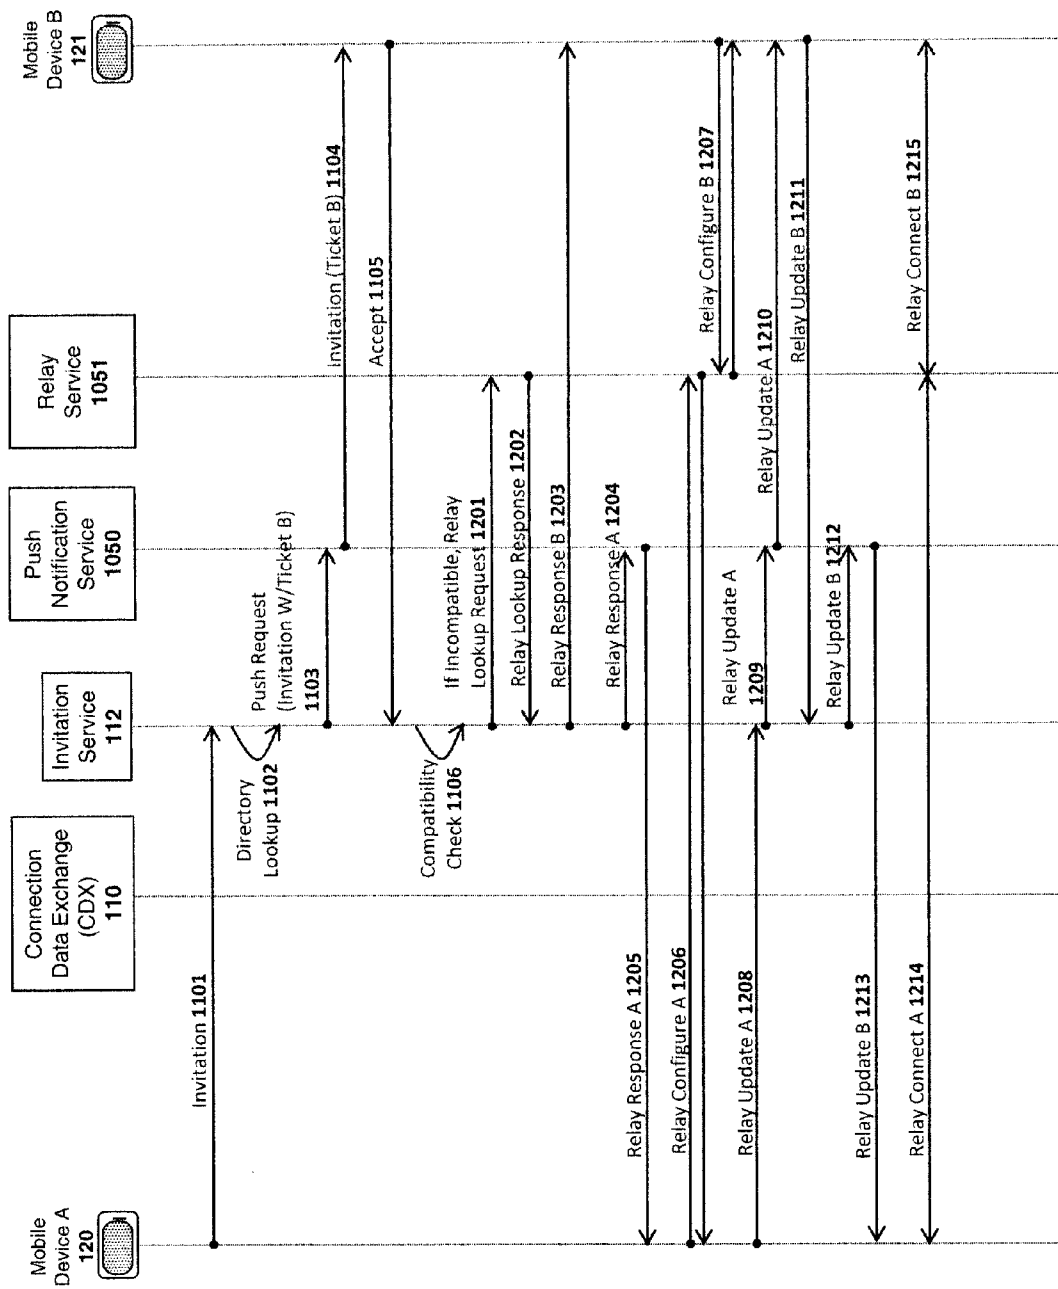 Mobile
Device A
120
Connection
Data Exchange
(CDX)
110
Invitation
Service
112
Push
Notification
Service
1050
Relay
Service
1051
Mobile
Device B
121
Invitation 1101
Directory
Lookup 1102
Push Request
(Invitation W/Ticket B)
1103
Invitation (Ticket B) 1104
Accept 1105
Compatibility
Check 1106
If Incompatible, Relay
Lookup Request 1201
Relay Lookup Response 1202
Relay Response B 1203
Relay Response A 1204
Relay Response A 1205
Relay Configure A 1206
Relay Configure B 1207
Relay Update A 1208
Relay Update A
1209
Relay Update A 1210
Relay Update B 1211
Relay Update B 1212
Relay Update B 1213
Relay Connect A 1214
Relay Connect B 1215